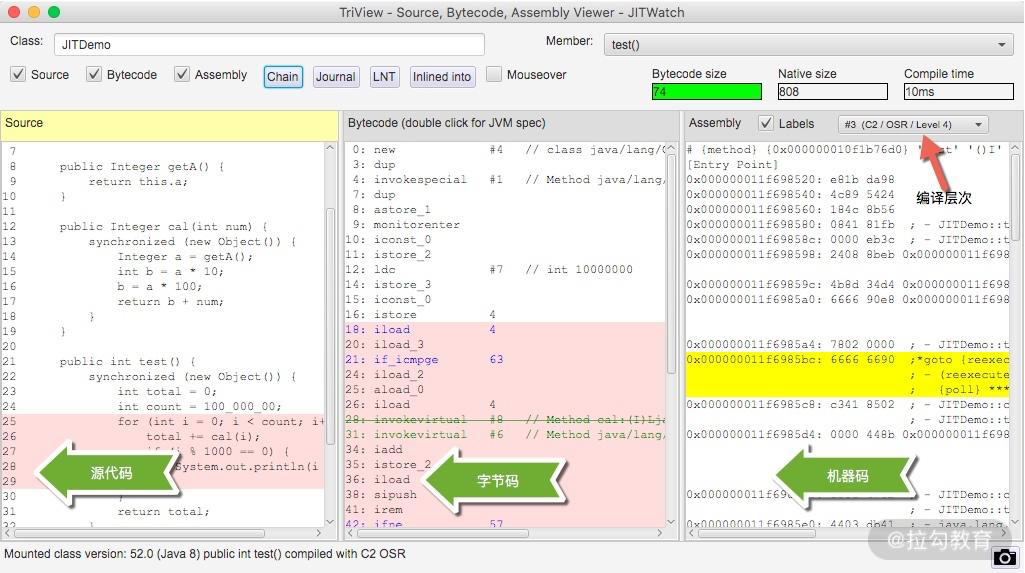 TriView - Source, Bytecode, Assembly Viewer - JITWatch
Class: JITDemo Member: test()
Source Bytecode Assembly Chain Journal LNT Inlined into Mouseover
Bytecode size Native size Compile time
74 808 10ms
Source
7
8 public Integer getA() {
9 return this.a;
10 }
11
12 public Integer cal(int num) {
13 synchronized (new Object()) {
14 Integer a = getA();
15 int b = a * 10;
16 b = a * 100;
17 return b + num;
18 }
19 }
20
21 public int test() {
22 synchronized (new Object()) {
23 int total = 0;
24 int count = 100_000_00;
25 for (int i = 0; i < count; i+
26 total += cal(i);
27 % 1000 == 0) {
28 System.out.println(i
29
30
31 return total;
32 }
源代码
Bytecode (double click for JVM spec)
0: new #4 // class java/lang/
3: dup
4: invokespecial #1 // Method java/lang/
7: dup
8: astore_1
9: monitorenter
10: iconst_0
11: istore_2
12: ldc #7 // int 10000000
14: istore_3
15: iconst_0
16: istore 4
18: iload 4
20: iload_3
21: if_icmpge 63
24: iload_2
25: aload_0
26: iload 4
28: invokevirtual #8 // Method cal:(I)Lj
31: invokevirtual #6 // Method java/lang/
34: iadd
35: istore_2
36: iload
38: sipush
41: irem
42: ifne 57
字节码
Assembly Labels #3 (C2 / OSR / Level 4)
编译层次
# {method} {0x000000010f1b76d0} '()I'
[Entry Point]
0x000000011f698520: e81b da98
0x000000011f698540: 4c89 5424
0x000000011f698560: 184c 8b56
0x000000011f698580: 0841 81fb ; - JITDemo::t
0x000000011f69858c: 0000 eb3c ; - JITDemo::t
0x000000011f698598: 2408 8beb 0x000000011f698
0x000000011f69859c: 4b8d 34d4 0x000000011f698
0x000000011f6985a0: 6666 90e8 0x000000011f698
0x000000011f6985a4: 7802 0000 ; - JITDemo::t
0x000000011f6985bc: 6666 6690 ;*goto {reexec
; - (reexecute
; {poll} ***
0x000000011f6985c8: c341 8502 ; - JITDemo::t
0x000000011f6985d4: 0000 448b 0x000000011f698
; - JITDemo::c
; - JITDemo::t
0x000000011f6985e0: 4403 db41 ; - java.lang.
机器码
Mounted class version: 52.0 (Java 8) public int test() compiled with C2 OSR
@拉勾教育